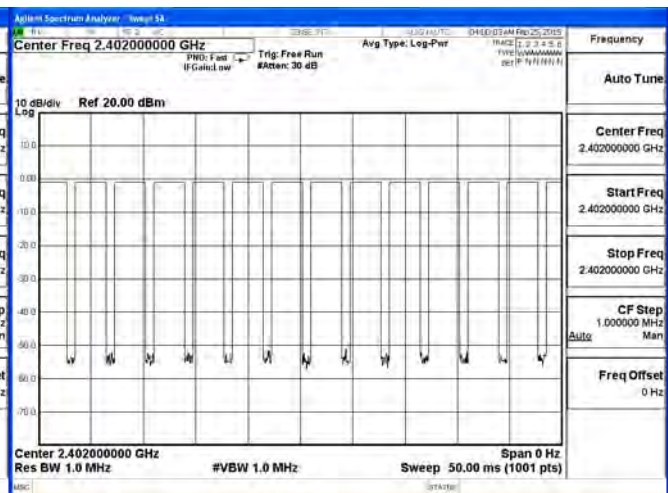 Agilent Spectrum Analyzer - Swept SA
Center Freq 2.402000000 GHz
PNO: Fast
IFGain:Low
Trig: Free Run
#Atten: 30 dB
Avg Type: Log-Pwr
TRACE 1 2 3 4 5 6
TYPE
DET P N N N N N
Frequency
Auto Tune
10 dB/div Ref 20.00 dBm
Log
10.0
0.00
-10.0
-20.0
-30.0
-40.0
-50.0
-60.0
-70.0
Center Freq
2.402000000 GHz
Start Freq
2.402000000 GHz
Stop Freq
2.402000000 GHz
CF Step
1.000000 MHz
Auto Man
Freq Offset
0 Hz
Center 2.402000000 GHz Span 0 Hz
Res BW 1.0 MHz #VBW 1.0 MHz Sweep 50.00 ms (1001 pts)
MSG STATUS